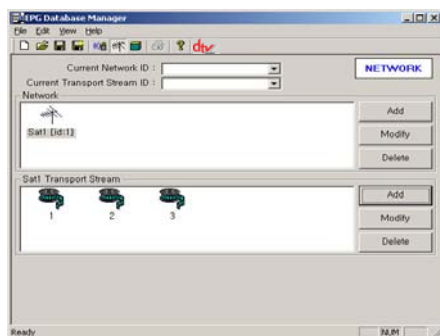 EPG Database Manager
File Edit View Help
dtv
Current Network ID :
NETWORK
Current Transport Stream ID :
Network
Sat1 [id:1]
Add
Modify
Delete
Sat1 Transport Stream
1 2 3
Add
Modify
Delete
Ready
NUM